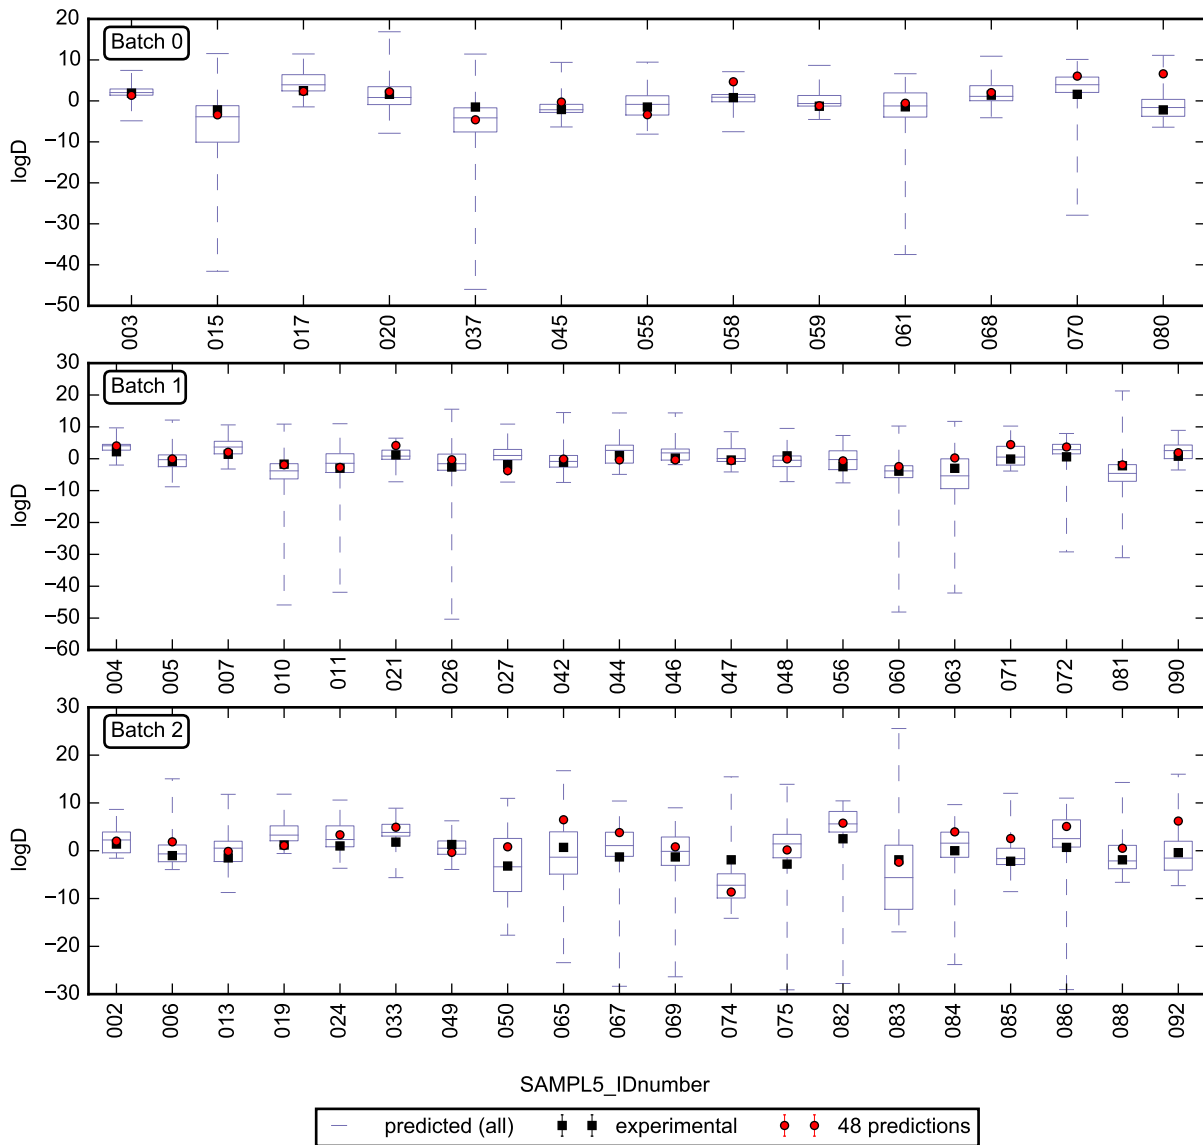 20
Batch 0
10
0
−10
−20
−30
−40
−50
logD
003 015 017 020 037 045 055 058 059 061 068 070 080
30
Batch 1
20
10
0
−10
−20
−30
−40
−50
−60
logD
004 005 007 010 011 021 026 027 042 044 046 047 048 056 060 063 071 072 081 090
30
Batch 2
20
10
0
−10
−20
−30
logD
002 006 013 019 024 033 049 050 065 067 069 074 075 082 083 084 085 086 088 092
SAMPL5_IDnumber
predicted (all) experimental 48 predictions